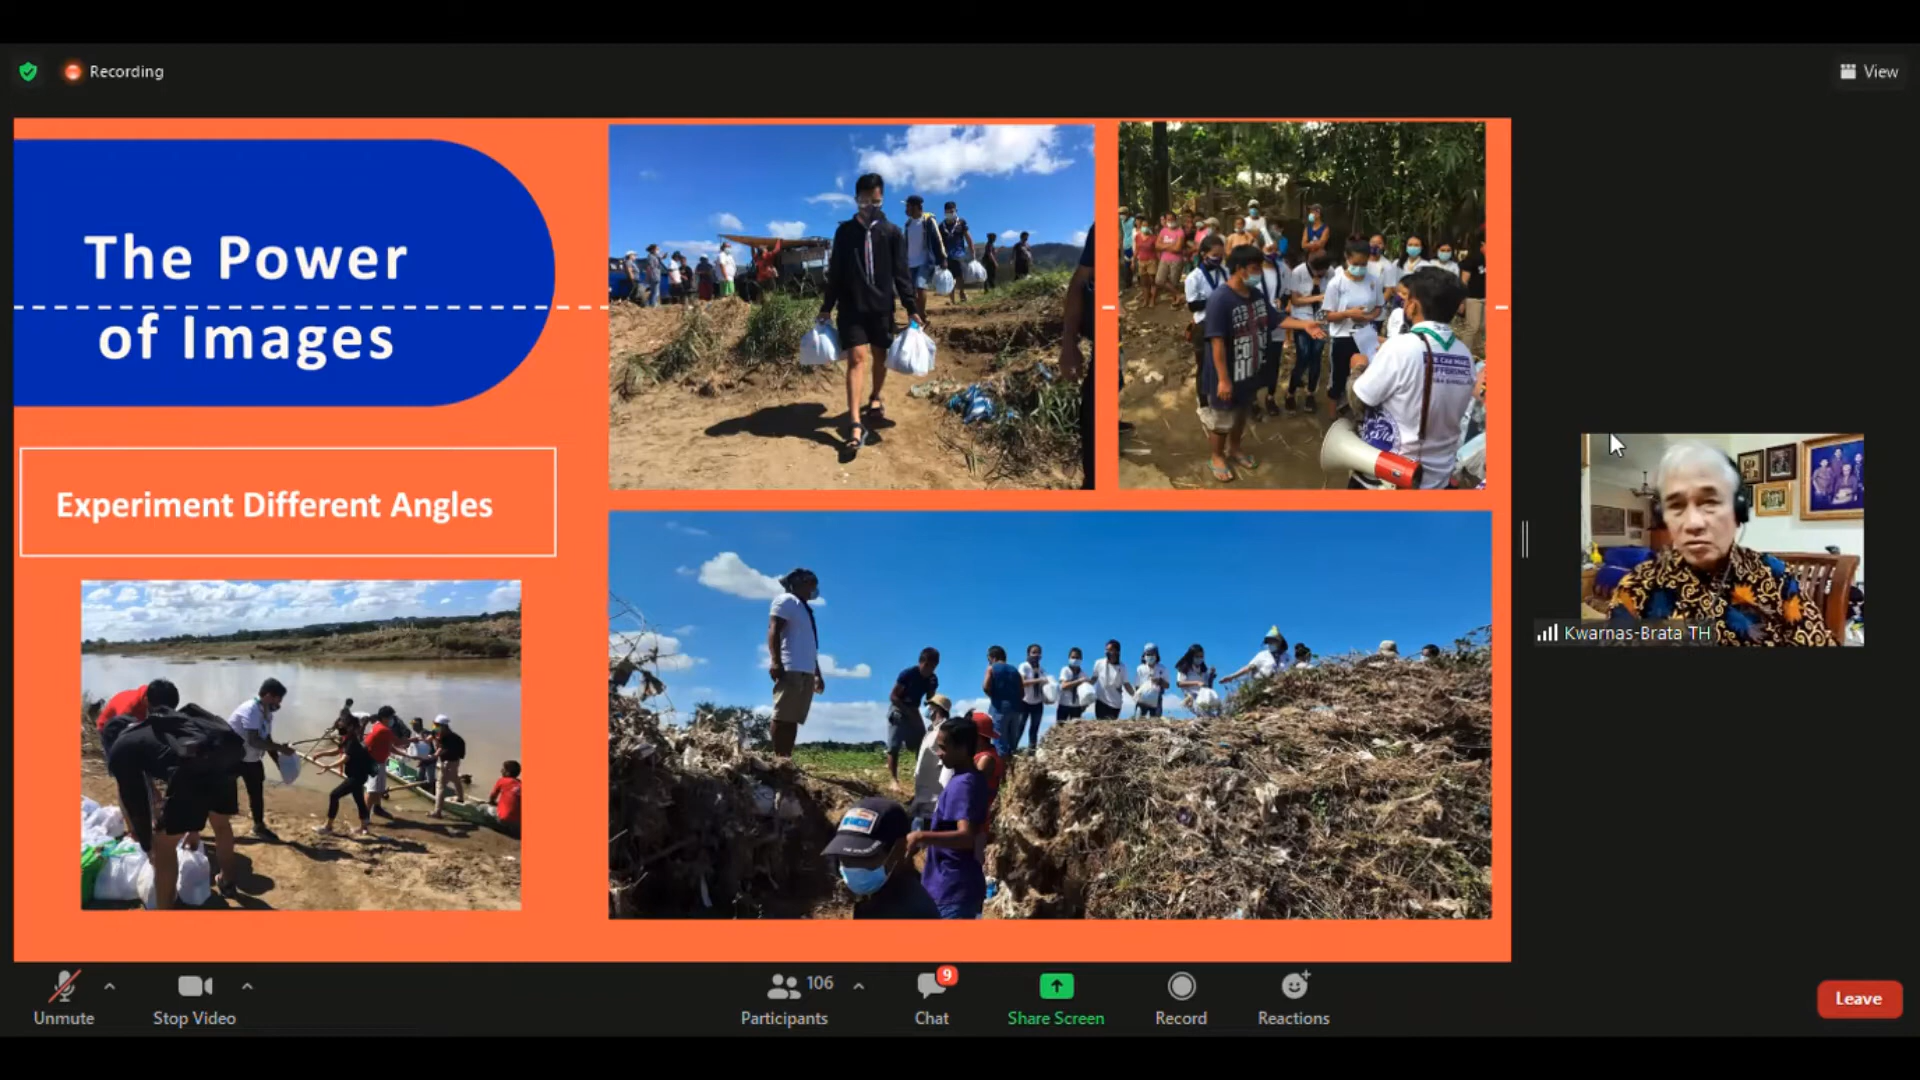 Recording
View
The Power
of Images
Experiment Different Angles
Kwarnas-Brata TH
Unmute
Stop Video
106
Participants
9
Chat
Share Screen
Record
Reactions
Leave